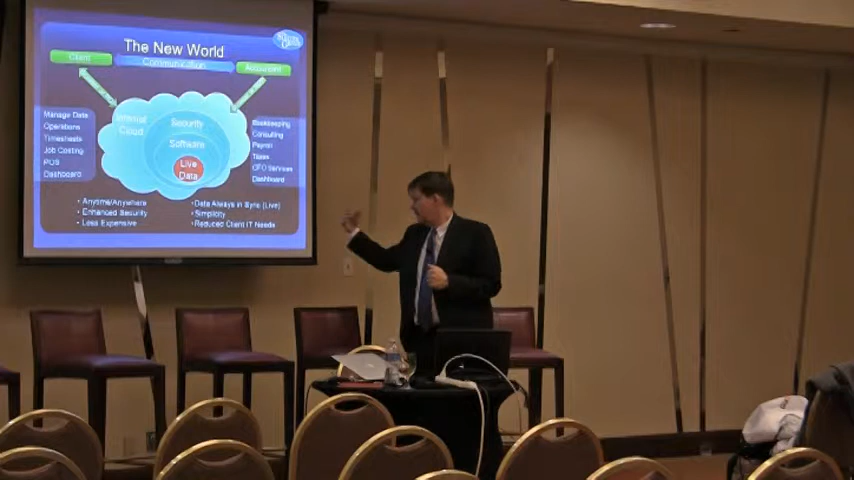 The New World
Client
Communication
Accountant
Manage Data
Operations
Timesheets
Job Costing
POS
Dashboard
Internet
Cloud
Security
Software
Live
Data
Bookkeeping
Consulting
Payroll
Taxes
CFO Services
Dashboard
• Anytime/Anywhere
• Enhanced Security
• Less Expensive
• Data Always in Sync (Live)
• Simplicity
• Reduced Client IT Needs